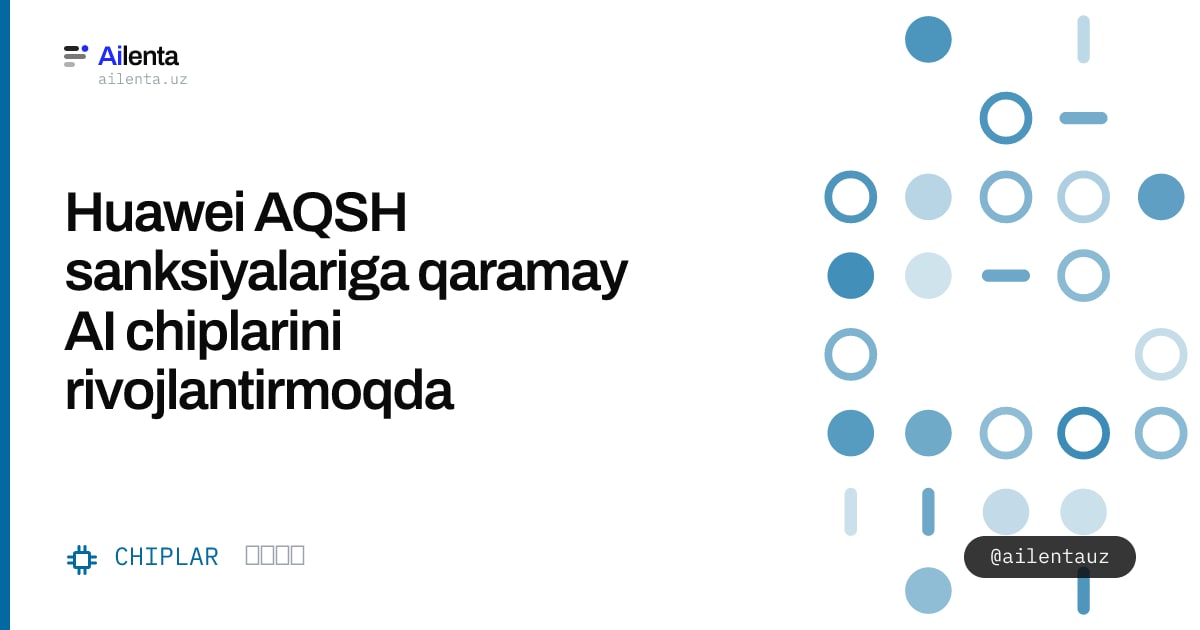 Ailenta
ailenta.uz
Huawei AQSH
sanksiyalariga qaramay
AI chiplarini
rivojlantirmoqda
CHIPLAR
@ailentauz